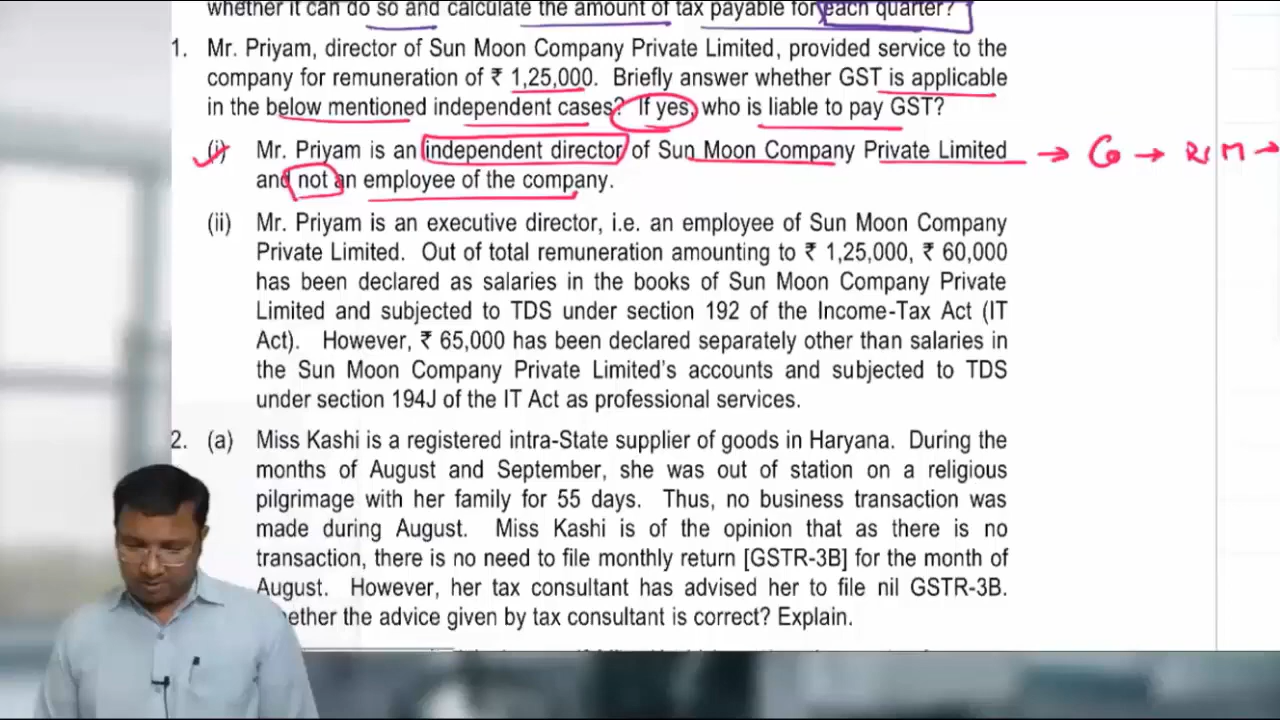 whether it can do so and calculate the amount of tax payable for each quarter?
1. Mr. Priyam, director of Sun Moon Company Private Limited, provided service to the
company for remuneration of ₹ 1,25,000. Briefly answer whether GST is applicable
in the below mentioned independent cases? If yes, who is liable to pay GST?
(i) Mr. Priyam is an independent director of Sun Moon Company Private Limited → Co → RCM →
and not an employee of the company.
(ii) Mr. Priyam is an executive director, i.e. an employee of Sun Moon Company
Private Limited. Out of total remuneration amounting to ₹ 1,25,000, ₹ 60,000
has been declared as salaries in the books of Sun Moon Company Private
Limited and subjected to TDS under section 192 of the Income-Tax Act (IT
Act). However, ₹ 65,000 has been declared separately other than salaries in
the Sun Moon Company Private Limited's accounts and subjected to TDS
under section 194J of the IT Act as professional services.
2. (a) Miss Kashi is a registered intra-State supplier of goods in Haryana. During the
months of August and September, she was out of station on a religious
pilgrimage with her family for 55 days. Thus, no business transaction was
made during August. Miss Kashi is of the opinion that as there is no
transaction, there is no need to file monthly return [GSTR-3B] for the month of
August. However, her tax consultant has advised her to file nil GSTR-3B.
ether the advice given by tax consultant is correct? Explain.